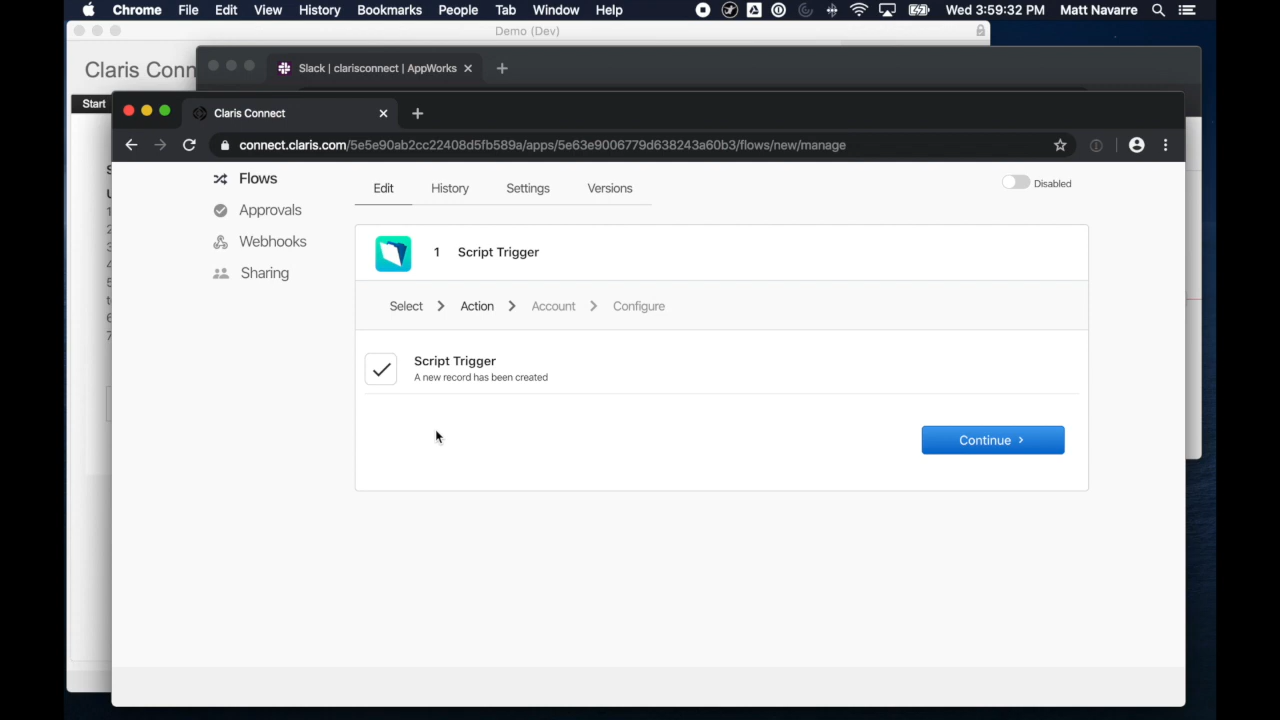 Chrome File Edit View History Bookmarks People Tab Window Help Wed 3:59:32 PM Matt Navarre
Demo (Dev)
Claris Conn
Slack | clarisconnect | AppWorks
Start
Claris Connect
connect.claris.com/5e5e90ab2cc22408d5fb589a/apps/5e63e9006779d638243a60b3/flows/new/manage
Flows
Approvals
Webhooks
Sharing
Edit History Settings Versions
Disabled
1 Script Trigger
Select Action Account Configure
Script Trigger
A new record has been created
Continue